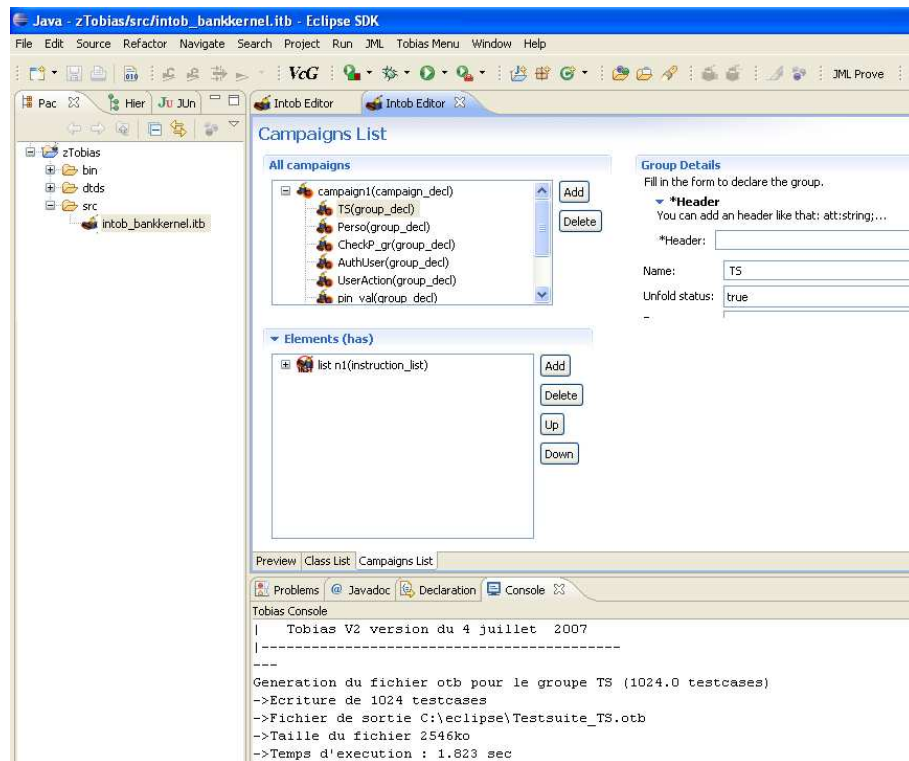 Java - zTobias/src/intob_bankkernel.itb - Eclipse SDK
File Edit Source Refactor Navigate Search Project Run JML Tobias Menu Window Help
VcG JML Prove
Pac Hier Ju JUn
Intob Editor Intob Editor
zTobias
bin
dtds
src
intob_bankkernel.itb
Campaigns List
All campaigns
campaign1(campaign_decl)
TS(group_decl)
Perso(group_decl)
CheckP_gr(group_decl)
AuthUser(group_decl)
UserAction(group_decl)
pin_val(group_decl)
Add
Delete
Group Details
Fill in the form to declare the group.
*Header
You can add an header like that: att:string;...
*Header:
Name: TS
Unfold status: true
Elements (has)
list n1(instruction_list)
Add
Delete
Up
Down
Preview Class List Campaigns List
Problems @ Javadoc Declaration Console
Tobias Console
| Tobias V2 version du 4 juillet 2007
|-------------------------------------------
---
Generation du fichier otb pour le groupe TS (1024.0 testcases)
->Ecriture de 1024 testcases
->Fichier de sortie C:\eclipse\Testsuite_TS.otb
->Taille du fichier 2546ko
->Temps d'execution : 1.823 sec